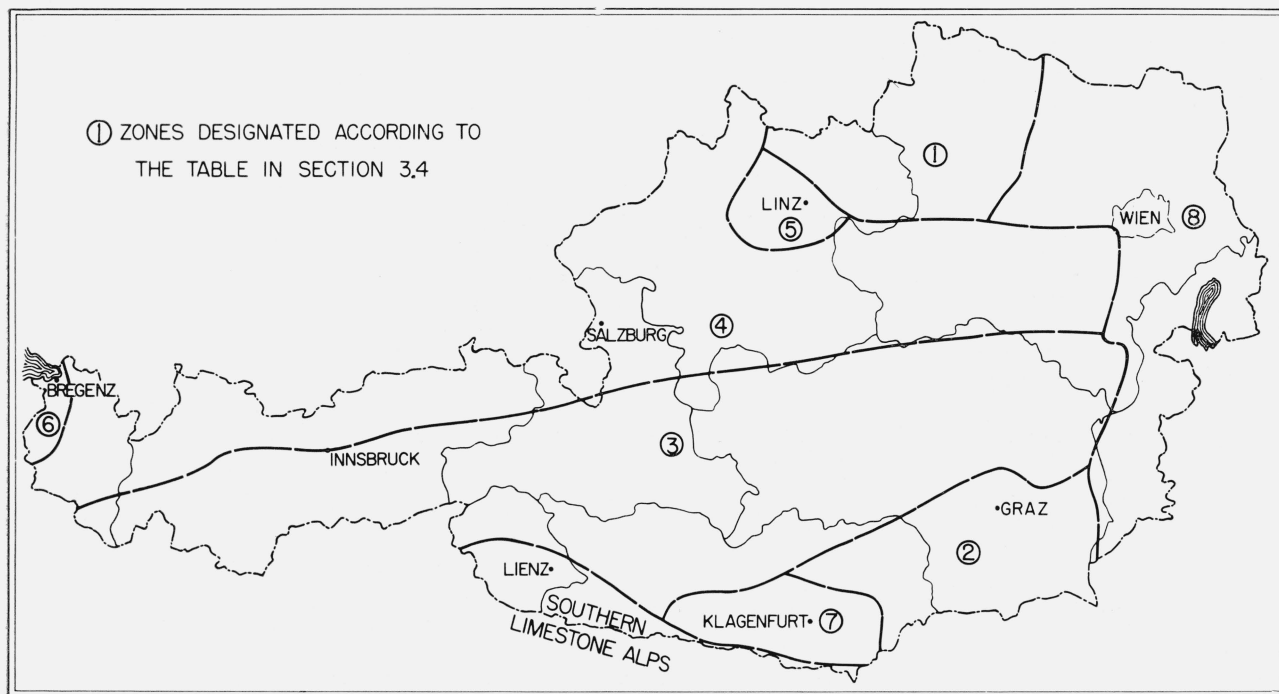 ① ZONES DESIGNATED ACCORDING TO
THE TABLE IN SECTION 3.4
①
LINZ
⑤
WIEN
⑧
SALZBURG
④
BREGENZ
⑥
INNSBRUCK
③
GRAZ
②
LIENZ
SOUTHERN
LIMESTONE ALPS
KLAGENFURT
⑦